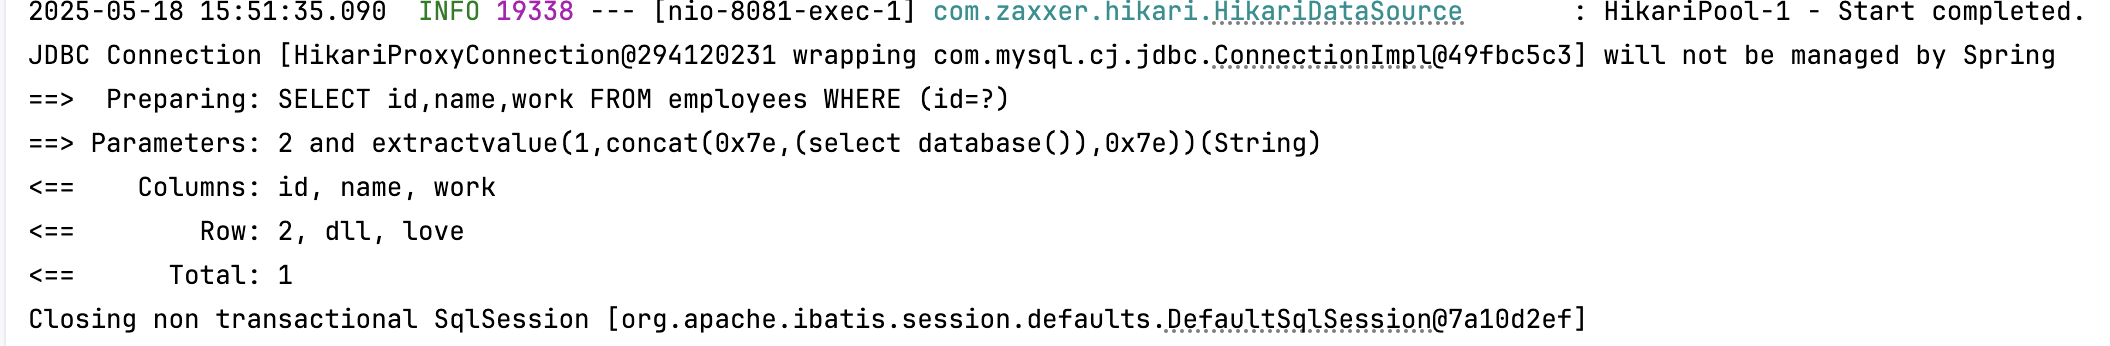 2025-05-18 15:51:35.090  INFO 19338 --- [nio-8081-exec-1] com.zaxxer.hikari.HikariDataSource       : HikariPool-1 - Start completed.
JDBC Connection [HikariProxyConnection@294120231 wrapping com.mysql.cj.jdbc.ConnectionImpl@49fbc5c3] will not be managed by Spring
==>  Preparing: SELECT id,name,work FROM employees WHERE (id=?)
==> Parameters: 2 and extractvalue(1,concat(0x7e,(select database()),0x7e))(String)
<==    Columns: id, name, work
<==        Row: 2, dll, love
<==      Total: 1
Closing non transactional SqlSession [org.apache.ibatis.session.defaults.DefaultSqlSession@7a10d2ef]